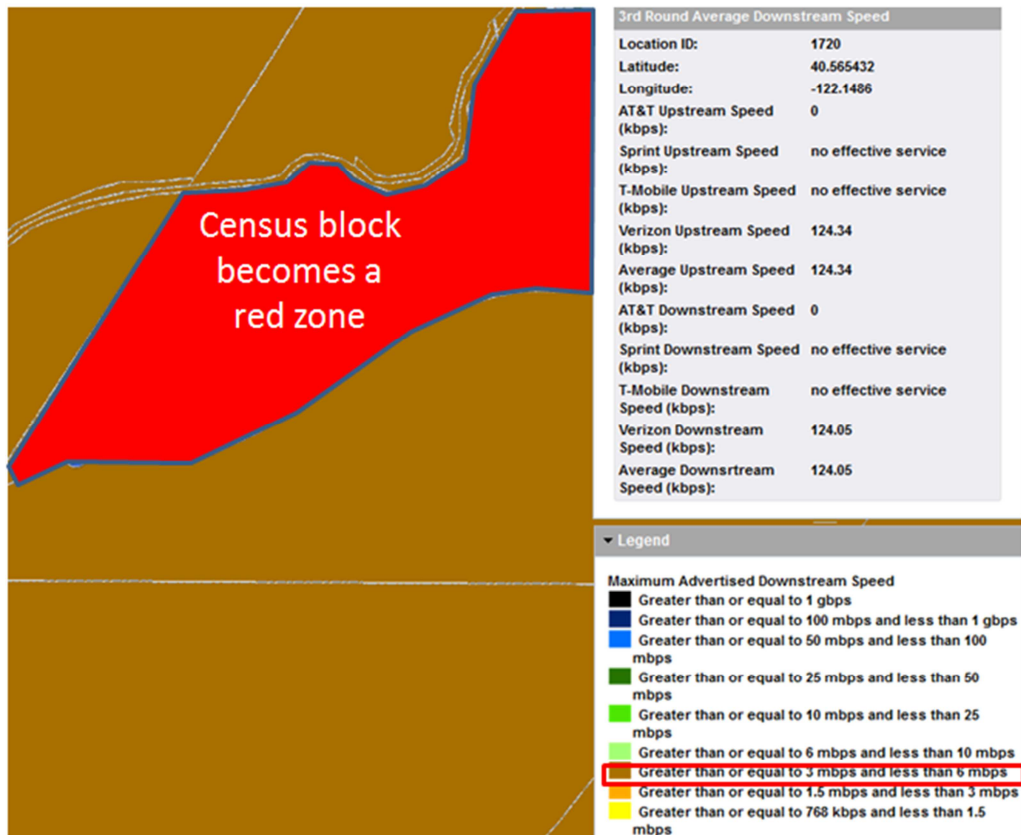 Census block
becomes a
red zone
3rd Round Average Downstream Speed
Location ID: 1720
Latitude: 40.565432
Longitude: -122.1486
AT&T Upstream Speed 0
(kbps):
Sprint Upstream Speed no effective service
(kbps):
T-Mobile Upstream Speed no effective service
(kbps):
Verizon Upstream Speed 124.34
(kbps):
Average Upstream Speed 124.34
(kbps):
AT&T Downstream Speed 0
(kbps):
Sprint Downstream Speed no effective service
(kbps):
T-Mobile Downstream no effective service
Speed (kbps):
Verizon Downstream 124.05
Speed (kbps):
Average Downsrtream 124.05
Speed (kbps):
Legend
Maximum Advertised Downstream Speed
Greater than or equal to 1 gbps
Greater than or equal to 100 mbps and less than 1 gbps
Greater than or equal to 50 mbps and less than 100
mbps
Greater than or equal to 25 mbps and less than 50
mbps
Greater than or equal to 10 mbps and less than 25
mbps
Greater than or equal to 6 mbps and less than 10 mbps
Greater than or equal to 3 mbps and less than 6 mbps
Greater than or equal to 1.5 mbps and less than 3 mbps
Greater than or equal to 768 kbps and less than 1.5
mbps